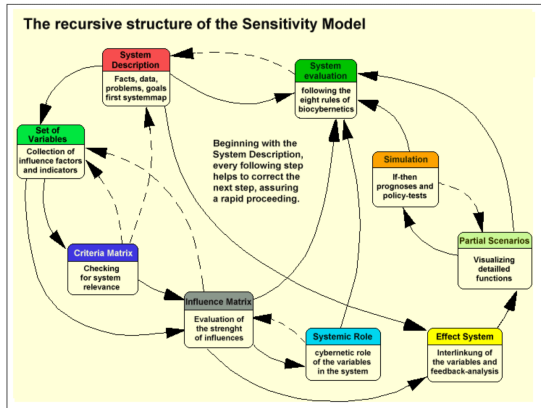 The recursive structure of the Sensitivity Model
System
Description
Facts, data,
problems, goals
first systemmap
System
evaluation
following the
eight rules of
biocybernetics
Set of
Variables
Collection of
influence factors
and indicators
Beginning with the
System Description,
every following step
helps to correct the
next step, assuring
a rapid proceeding.
Simulation
If-then
prognoses and
policy-tests
Criteria Matrix
Checking
for system
relevance
Partial Scenarios
Visualizing
detailled
functions
Influence Matrix
Evaluation of
the strenght
of influences
Systemic Role
cybernetic role
of the variables
in the system
Effect System
Interlinkung of
the variables and
feedback-analysis